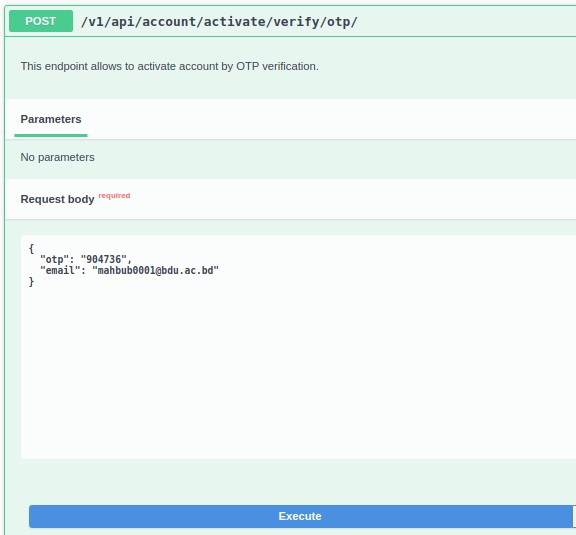 POST /v1/api/account/activate/verify/otp/
This endpoint allows to activate account by OTP verification.
Parameters
No parameters
Request body required
{
  "otp": "904736",
  "email": "mahbub0001@bdu.ac.bd"
}
Execute